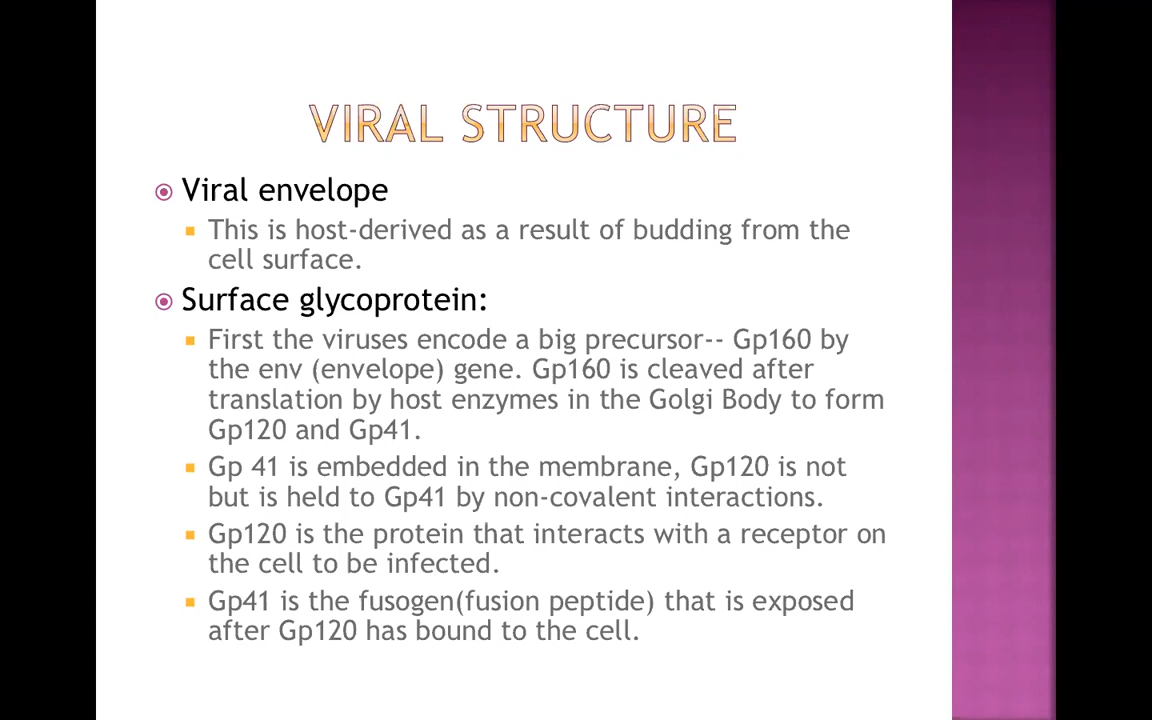 VIRAL STRUCTURE
Viral envelope
This is host-derived as a result of budding from the
cell surface.
Surface glycoprotein:
First the viruses encode a big precursor-- Gp160 by
the env (envelope) gene. Gp160 is cleaved after
translation by host enzymes in the Golgi Body to form
Gp120 and Gp41.
Gp 41 is embedded in the membrane, Gp120 is not
but is held to Gp41 by non-covalent interactions.
Gp120 is the protein that interacts with a receptor on
the cell to be infected.
Gp41 is the fusogen(fusion peptide) that is exposed
after Gp120 has bound to the cell.